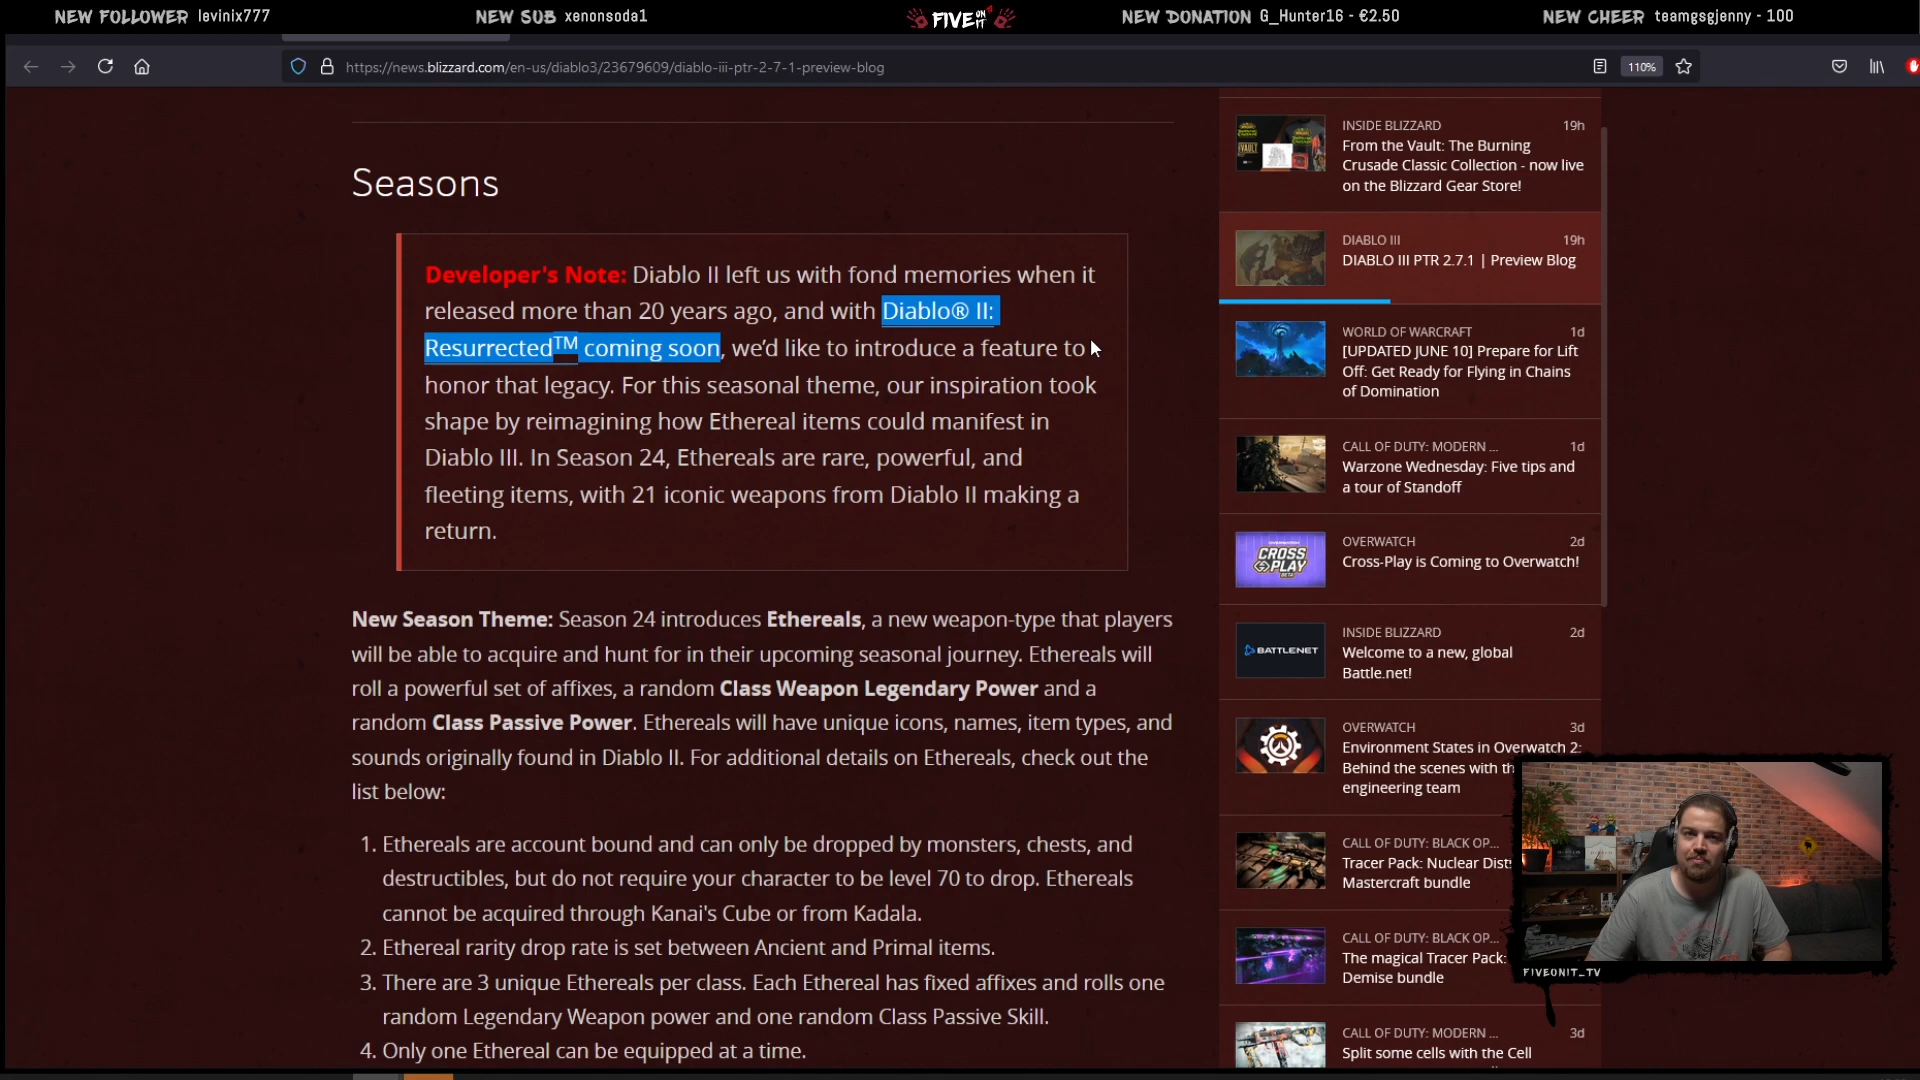 NEW FOLLOWER levinix777
NEW SUB xenonsoda1
FIVE ON IT
NEW DONATION G_Hunter16 - €2.50
NEW CHEER teamgsgjenny - 100
https://news.blizzard.com/en-us/diablo3/23679609/diablo-iii-ptr-2-7-1-preview-blog
110%
Seasons
Developer's Note: Diablo II left us with fond memories when it
released more than 20 years ago, and with Diablo® II:
Resurrected™ coming soon, we'd like to introduce a feature to
honor that legacy. For this seasonal theme, our inspiration took
shape by reimagining how Ethereal items could manifest in
Diablo III. In Season 24, Ethereals are rare, powerful, and
fleeting items, with 21 iconic weapons from Diablo II making a
return.
New Season Theme: Season 24 introduces Ethereals, a new weapon-type that players
will be able to acquire and hunt for in their upcoming seasonal journey. Ethereals will
roll a powerful set of affixes, a random Class Weapon Legendary Power and a
random Class Passive Power. Ethereals will have unique icons, names, item types, and
sounds originally found in Diablo II. For additional details on Ethereals, check out the
list below:
1. Ethereals are account bound and can only be dropped by monsters, chests, and
destructibles, but do not require your character to be level 70 to drop. Ethereals
cannot be acquired through Kanai's Cube or from Kadala.
2. Ethereal rarity drop rate is set between Ancient and Primal items.
3. There are 3 unique Ethereals per class. Each Ethereal has fixed affixes and rolls one
random Legendary Weapon power and one random Class Passive Skill.
4. Only one Ethereal can be equipped at a time.
INSIDE BLIZZARD 19h
From the Vault: The Burning
Crusade Classic Collection - now live
on the Blizzard Gear Store!
DIABLO III 19h
DIABLO III PTR 2.7.1 | Preview Blog
WORLD OF WARCRAFT 1d
[UPDATED JUNE 10] Prepare for Lift
Off: Get Ready for Flying in Chains
of Domination
CALL OF DUTY: MODERN ... 1d
Warzone Wednesday: Five tips and
a tour of Standoff
CROSS
PLAY
BETA
OVERWATCH 2d
Cross-Play is Coming to Overwatch!
BATTLENET
INSIDE BLIZZARD 2d
Welcome to a new, global
Battle.net!
OVERWATCH 3d
Environment States in Overwatch 2:
Behind the scenes with th
engineering team
CALL OF DUTY: BLACK OP...
Tracer Pack: Nuclear Dist
Mastercraft bundle
CALL OF DUTY: BLACK OP...
The magical Tracer Pack:
Demise bundle
CALL OF DUTY: MODERN ... 3d
Split some cells with the Cell
FIVEONIT_TV